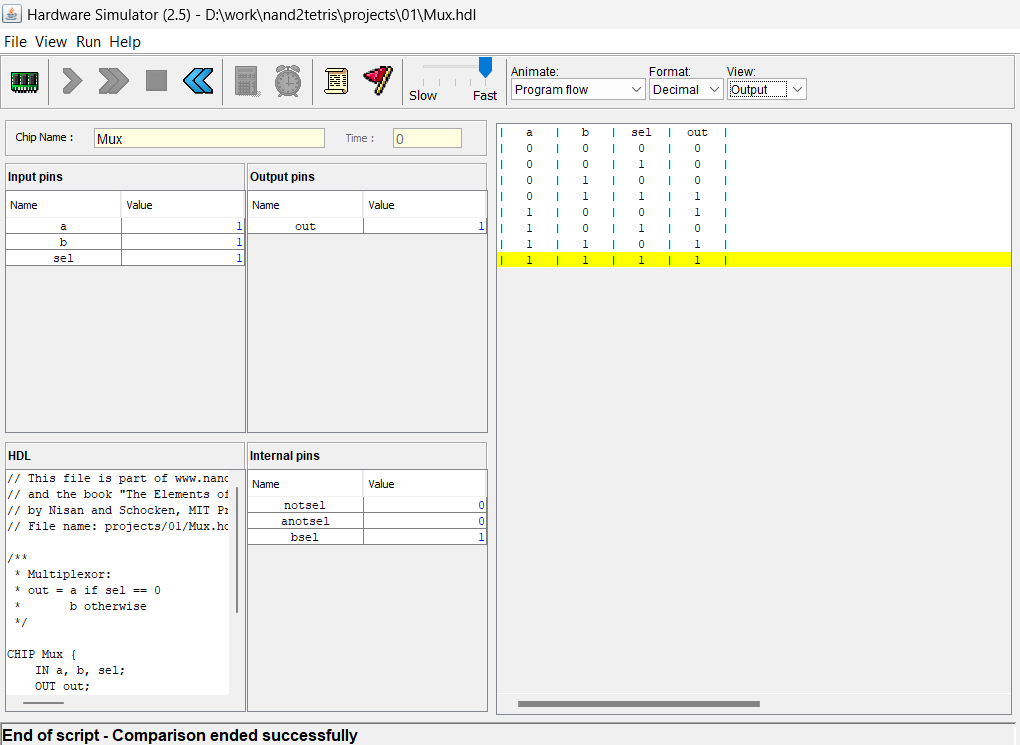 Hardware Simulator (2.5) - D:\work\nand2tetris\projects\01\Mux.hdl
File View Run Help
Animate: Format: View:
Slow Fast Program flow Decimal Output
Chip Name : Mux Time : 0
Input pins
Name Value
a 1
b 1
sel 1
Output pins
Name Value
out 1
HDL
// This file is part of www.nand
// and the book "The Elements of
// by Nisan and Schocken, MIT Pr
// File name: projects/01/Mux.hd
/**
* Multiplexor:
* out = a if sel == 0
* b otherwise
*/
CHIP Mux {
IN a, b, sel;
OUT out;
Internal pins
Name Value
notsel 0
anotsel 0
bsel 1
| a | b | sel | out |
| 0 | 0 | 0 | 0 |
| 0 | 0 | 1 | 0 |
| 0 | 1 | 0 | 0 |
| 0 | 1 | 1 | 1 |
| 1 | 0 | 0 | 1 |
| 1 | 0 | 1 | 0 |
| 1 | 1 | 0 | 1 |
| 1 | 1 | 1 | 1 |
End of script - Comparison ended successfully